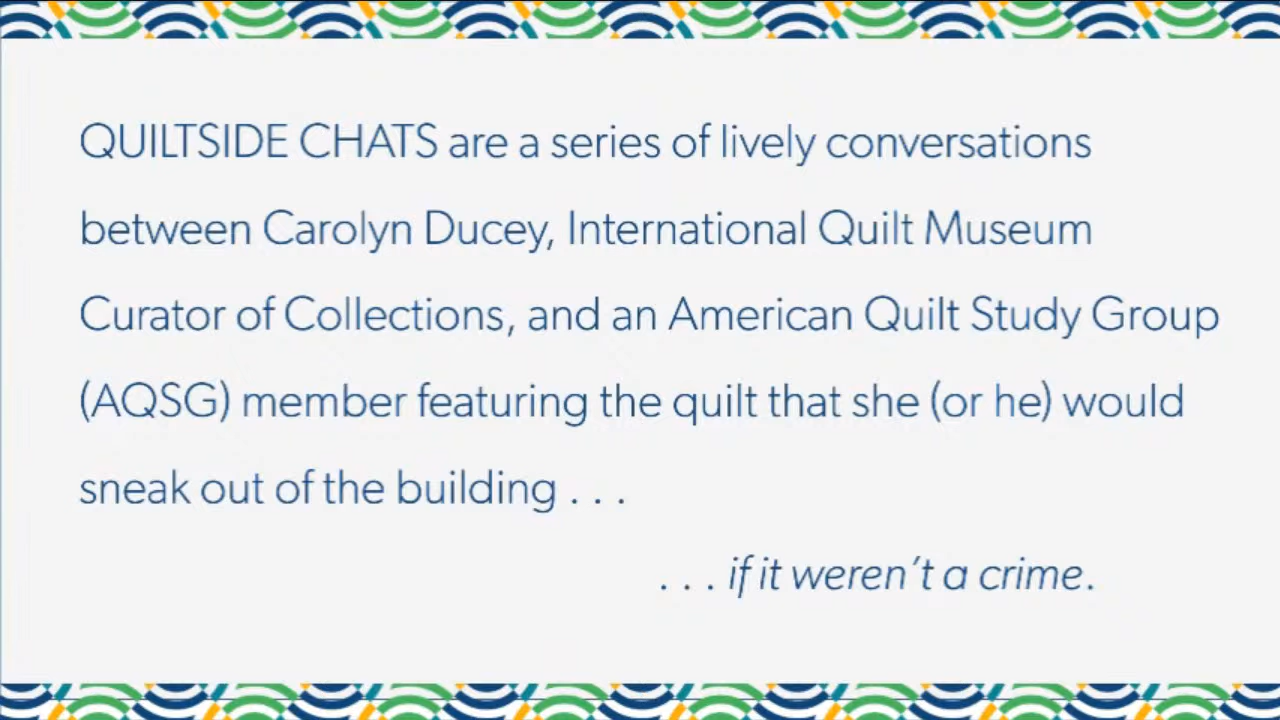 QUILTSIDE CHATS are a series of lively conversations
between Carolyn Ducey, International Quilt Museum
Curator of Collections, and an American Quilt Study Group
(AQSG) member featuring the quilt that she (or he) would
sneak out of the building . . .
. . . if it weren’t a crime.